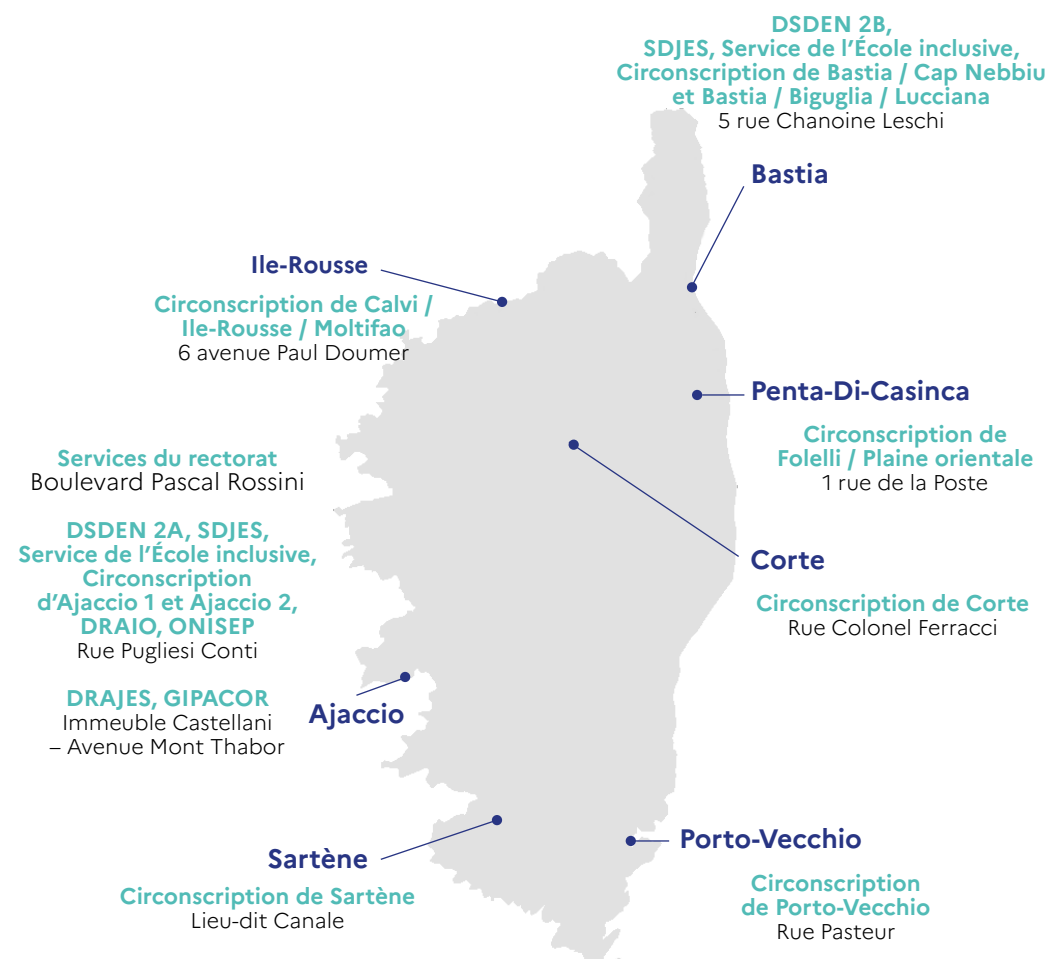 DSDEN 2B,
SDJES, Service de l'École inclusive,
Circonscription de Bastia / Cap Nebbiu
et Bastia / Biguglia / Lucciana
5 rue Chanoine Leschi
Bastia
Ile-Rousse
Circonscription de Calvi /
Ile-Rousse / Moltifao
6 avenue Paul Doumer
Penta-Di-Casinca
Circonscription de
Folelli / Plaine orientale
1 rue de la Poste
Services du rectorat
Boulevard Pascal Rossini
DSDEN 2A, SDJES,
Service de l'École inclusive,
Circonscription
d'Ajaccio 1 et Ajaccio 2,
DRAIO, ONISEP
Rue Pugliesi Conti
DRAJES, GIPACOR
Immeuble Castellani
– Avenue Mont Thabor
Ajaccio
Corte
Circonscription de Corte
Rue Colonel Ferracci
Sartène
Circonscription de Sartène
Lieu-dit Canale
Porto-Vecchio
Circonscription
de Porto-Vecchio
Rue Pasteur